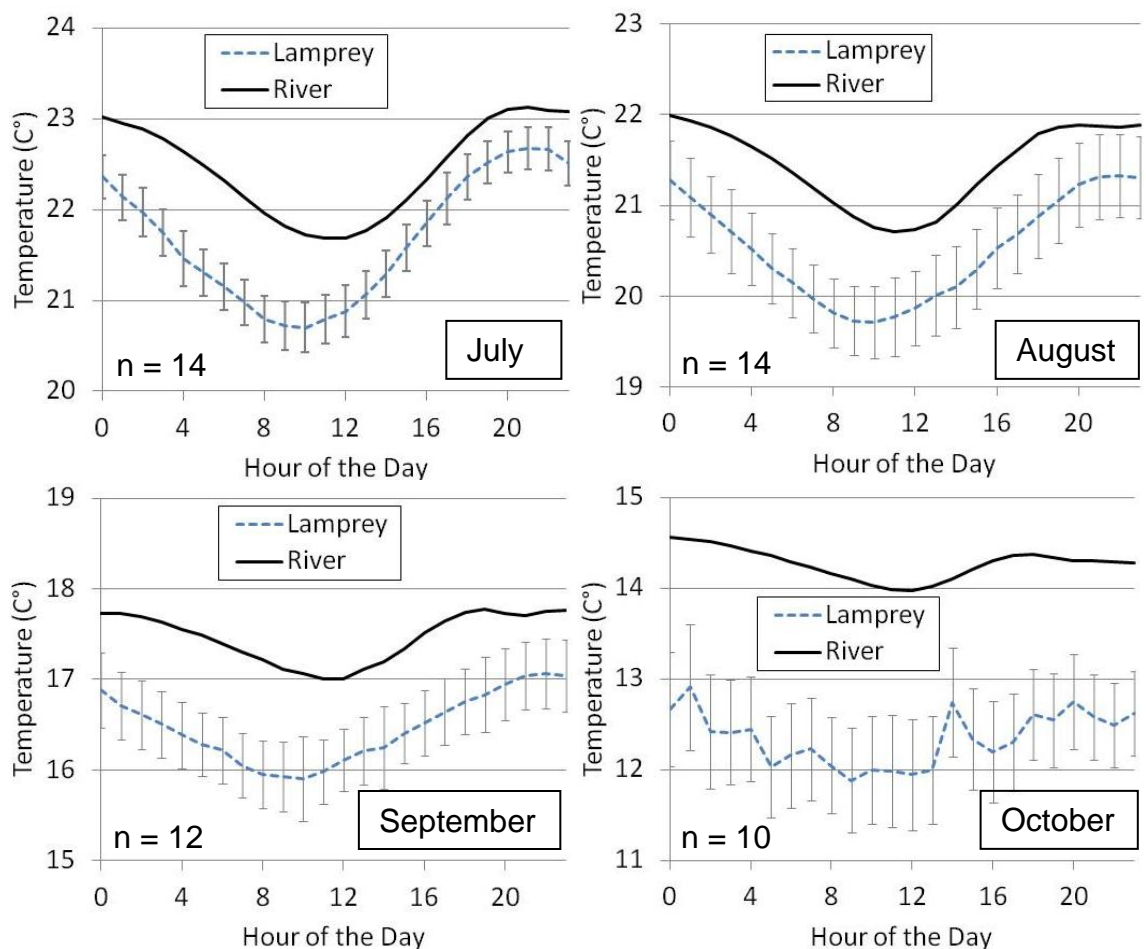 24
23
22
21
20
Temperature (C°)
Lamprey
River
n = 14
July
0 4 8 12 16 20
Hour of the Day
23
22
21
20
19
Temperature (C°)
Lamprey
River
n = 14
August
0 4 8 12 16 20
Hour of the Day
19
18
17
16
15
Temperature (C°)
Lamprey
River
n = 12
September
0 4 8 12 16 20
Hour of the Day
15
14
13
12
11
Temperature (C°)
Lamprey
River
n = 10
October
0 4 8 12 16 20
Hour of the Day